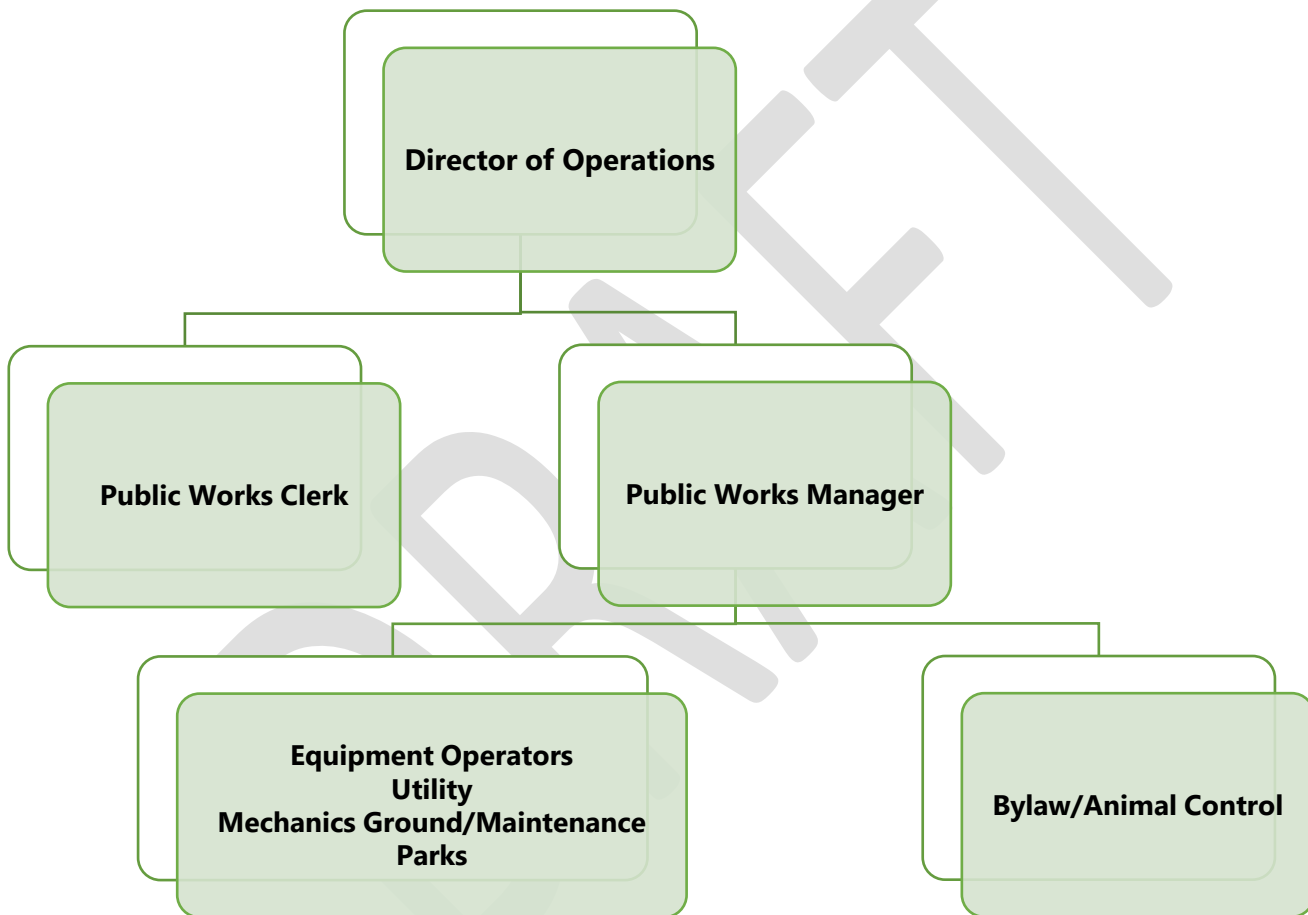 DRAFT
Director of Operations
Public Works Clerk
Public Works Manager
Equipment Operators
Utility
Mechanics Ground/Maintenance
Parks
Bylaw/Animal Control